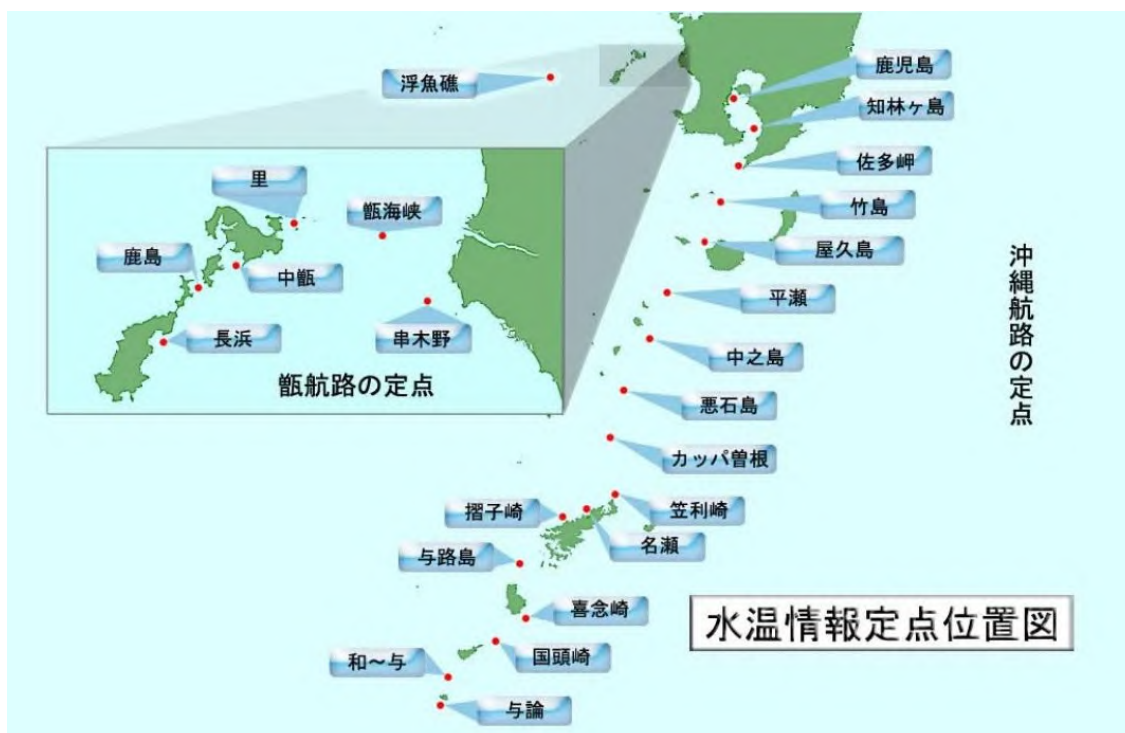 浮魚礁
鹿児島
知林ヶ島
佐多岬
竹島
屋久島
平瀬
中之島
悪石島
カッパ曽根
笠利崎
名瀬
摺子崎
与路島
喜念崎
国頭崎
和～与
与論
里
甑海峡
鹿島
中甑
長浜
串木野
甑航路の定点
沖縄航路の定点
水温情報定点位置図